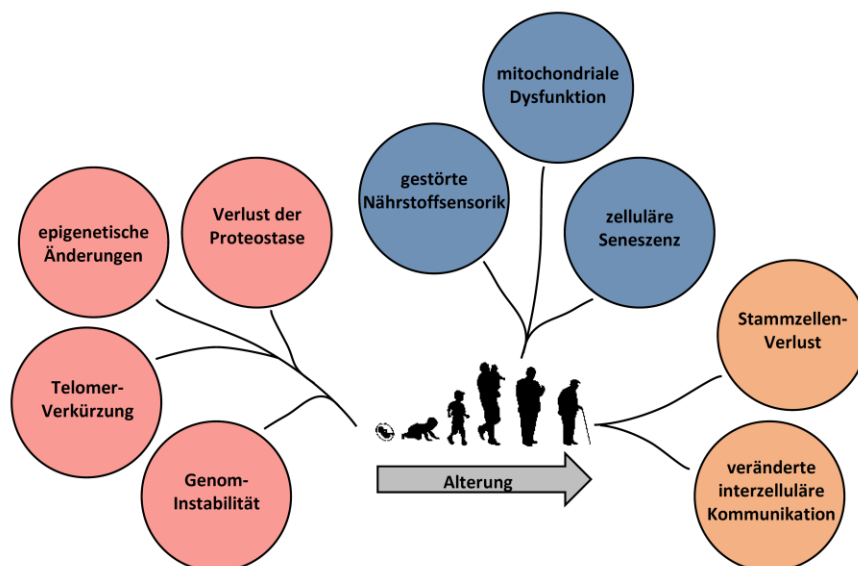 mitochondriale
Dysfunktion
gestörte
Nährstoffsensorik
zelluläre
Seneszenz
Verlust der
Proteostase
epigenetische
Änderungen
Telomer-
Verkürzung
Genom-
Instabilität
Stammzellen-
Verlust
veränderte
interzelluläre
Kommunikation
Alterung